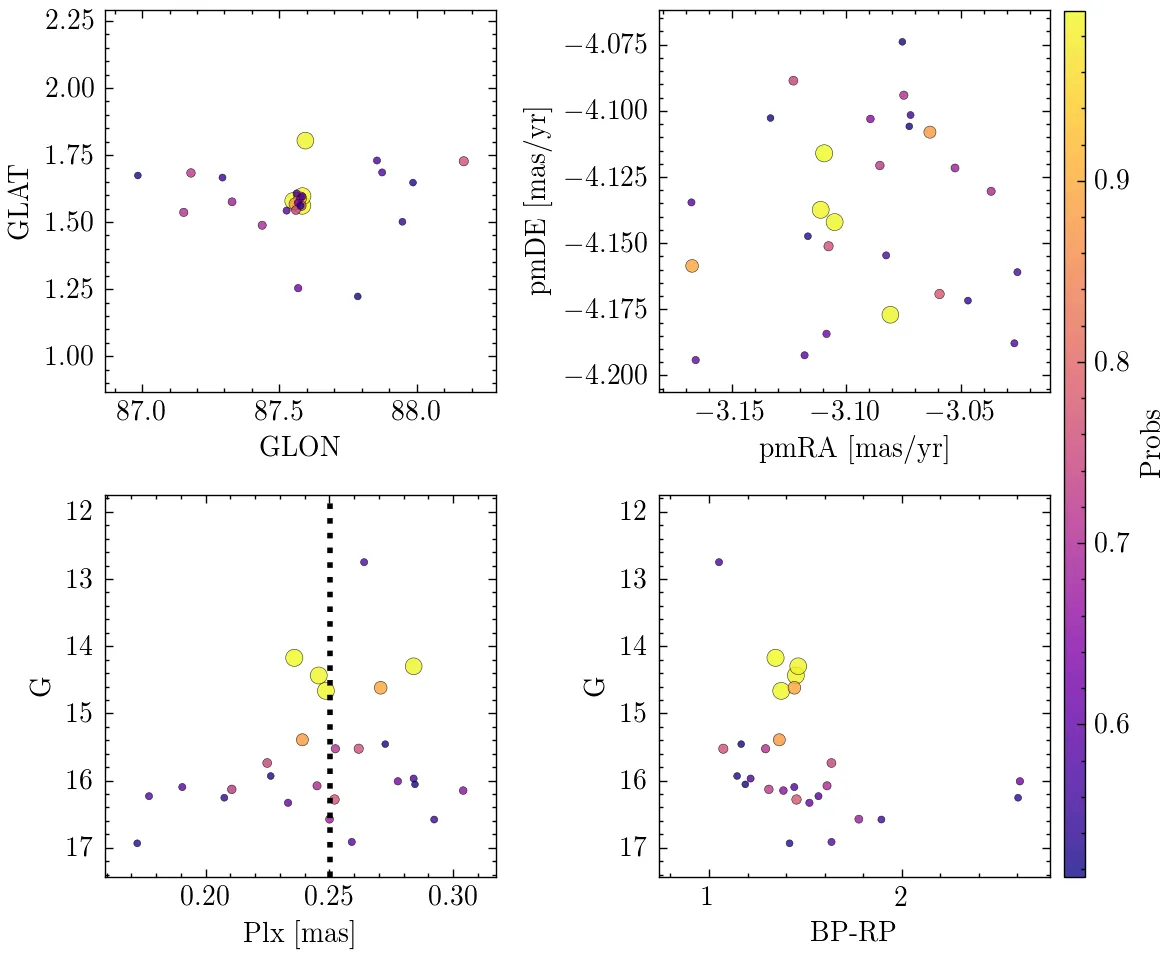 2.25
2.00
1.75
1.50
1.25
1.00
GLAT
87.0 87.5 88.0
GLON
−4.075
−4.100
−4.125
−4.150
−4.175
−4.200
pmDE [mas/yr]
−3.15 −3.10 −3.05
pmRA [mas/yr]
12
13
14
15
16
17
G
0.20 0.25 0.30
Plx [mas]
12
13
14
15
16
17
G
1 2
BP-RP
0.9
0.8
0.7
0.6
Probs